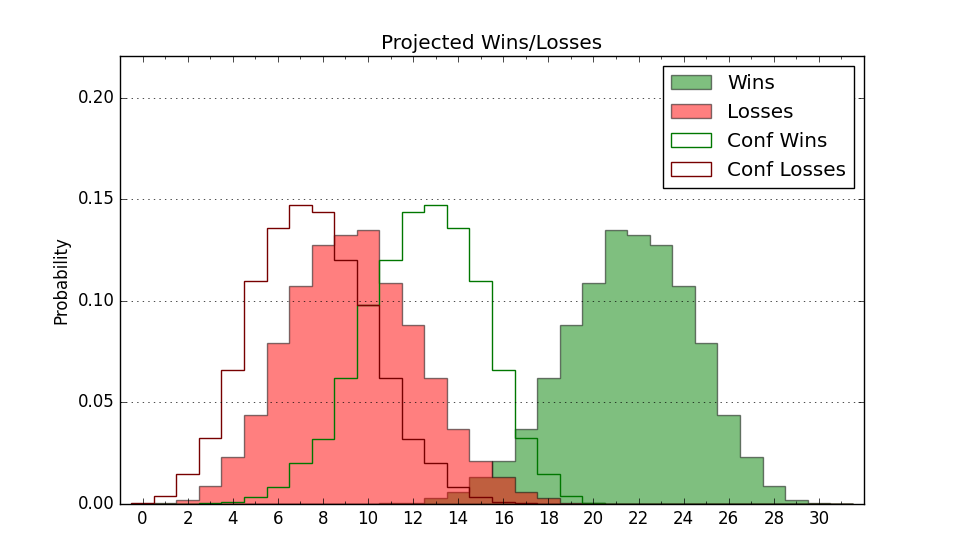 Projected Wins/Losses
Wins
Losses
Conf Wins
Conf Losses
Probability
0.20
0.15
0.10
0.05
0.00
0 2 4 6 8 10 12 14 16 18 20 22 24 26 28 30